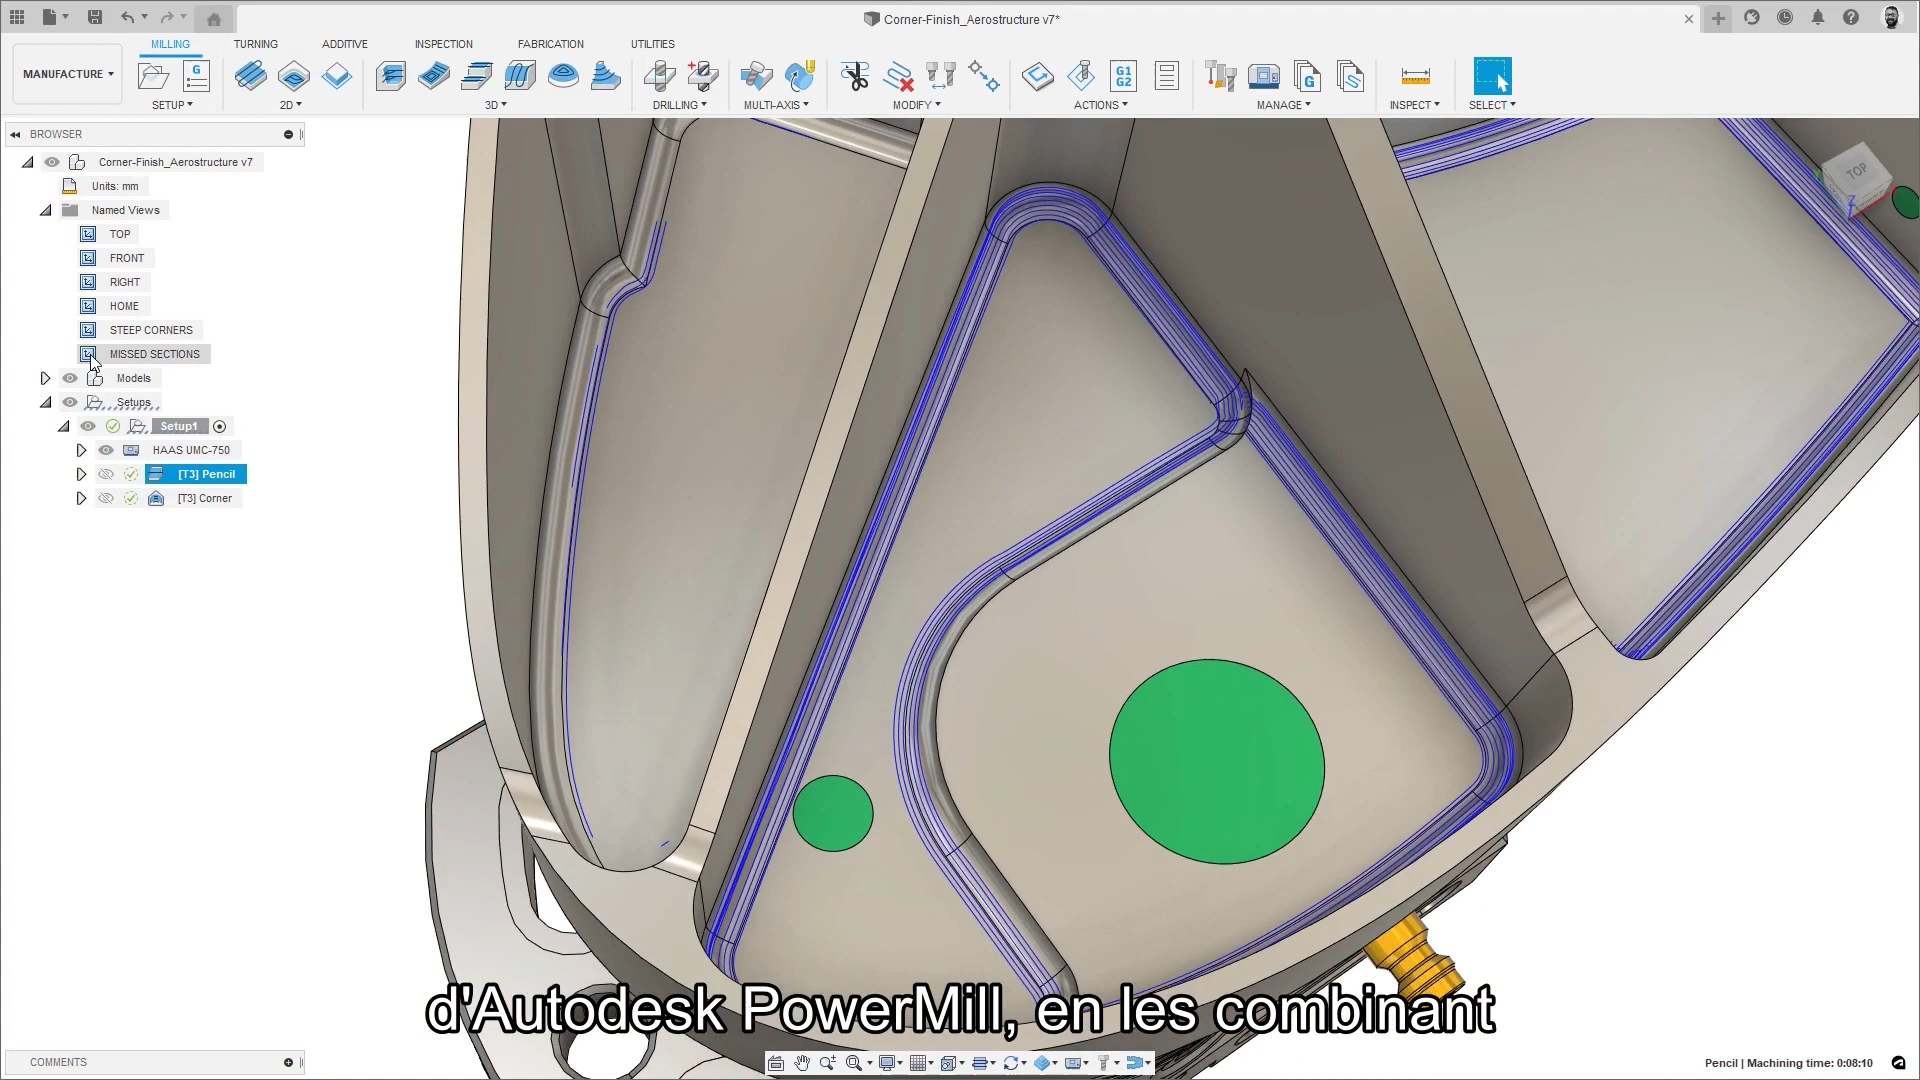 Corner-Finish_Aerostructure v7*
MILLING TURNING ADDITIVE INSPECTION FABRICATION UTILITIES
MANUFACTURE
G
G1
G2
G
SETUP 2D 3D DRILLING MULTI-AXIS MODIFY ACTIONS MANAGE INSPECT SELECT
BROWSER
Corner-Finish_Aerostructure v7
Units: mm
Named Views
TOP
FRONT
RIGHT
HOME
STEEP CORNERS
MISSED SECTIONS
Models
Setups
Setup1
HAAS UMC-750
[T3] Pencil
[T3] Corner
TOP
Z
d'Autodesk PowerMill, en les combinant
COMMENTS
Pencil | Machining time: 0:08:10